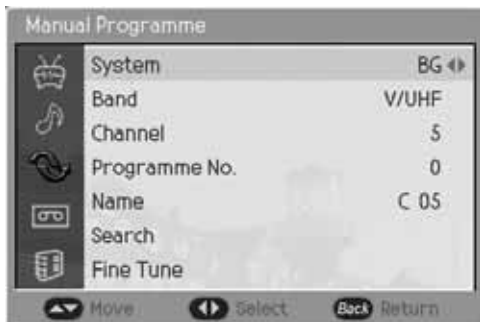 Manual Programme
System BG
Band V/UHF
Channel 5
Programme No. 0
Name C 05
Search
Fine Tune
Move Select Back Return